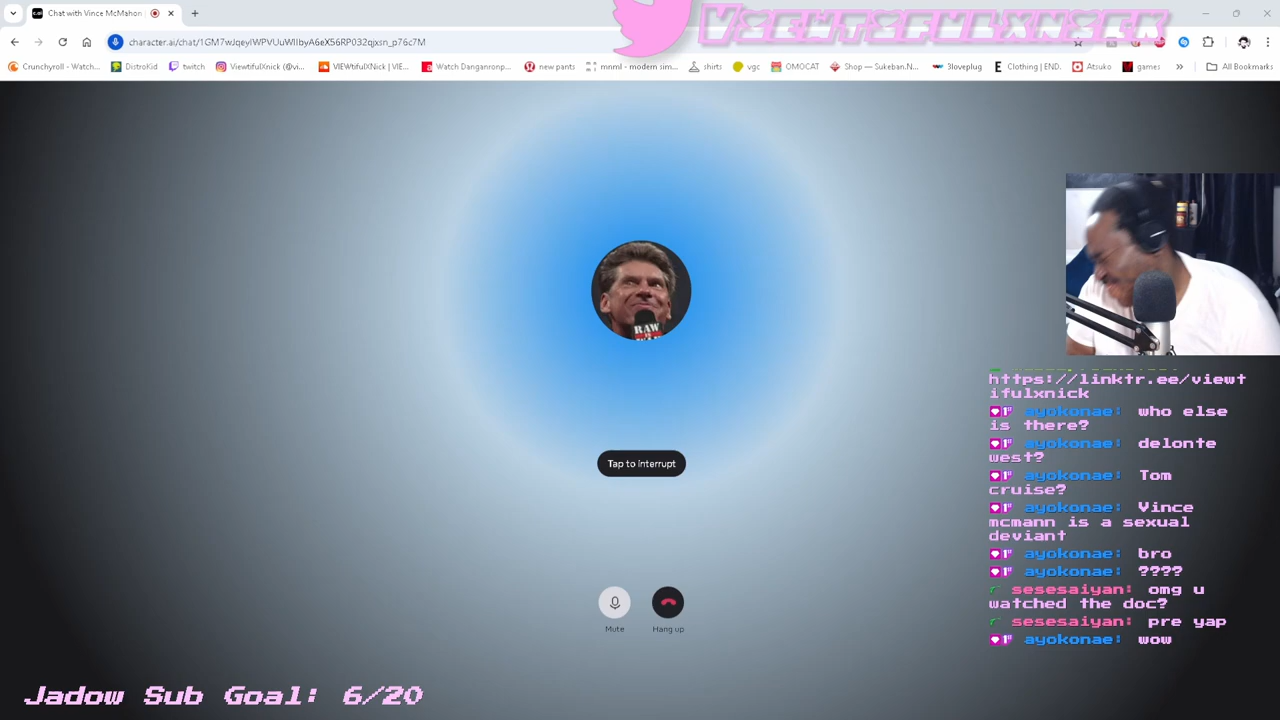 c.ai Chat with Vince McMahon
character.ai/chat/
Crunchyroll - Watch... DistroKid twitch ViewtifulXNick (@vi... VIEWtifulXNick | VIE... Watch Danganronp... new pants mnml - modern sim... shirts vgc OMOCAT Shop — Sukeban.N... 3loveplug Clothing | END. Atsuko games » All Bookmarks
RAW
Tap to interrupt
Mute
Hang up
https://linktr.ee/viewt
ifulxnick
ayokonae: who else
is there?
ayokonae: delonte
west?
ayokonae: Tom
cruise?
ayokonae: Vince
mcmann is a sexual
deviant
ayokonae: bro
ayokonae: ????
sesesaiyan: omg u
watched the doc?
sesesaiyan: pre yap
ayokonae: wow
Jadow Sub Goal: 6/20